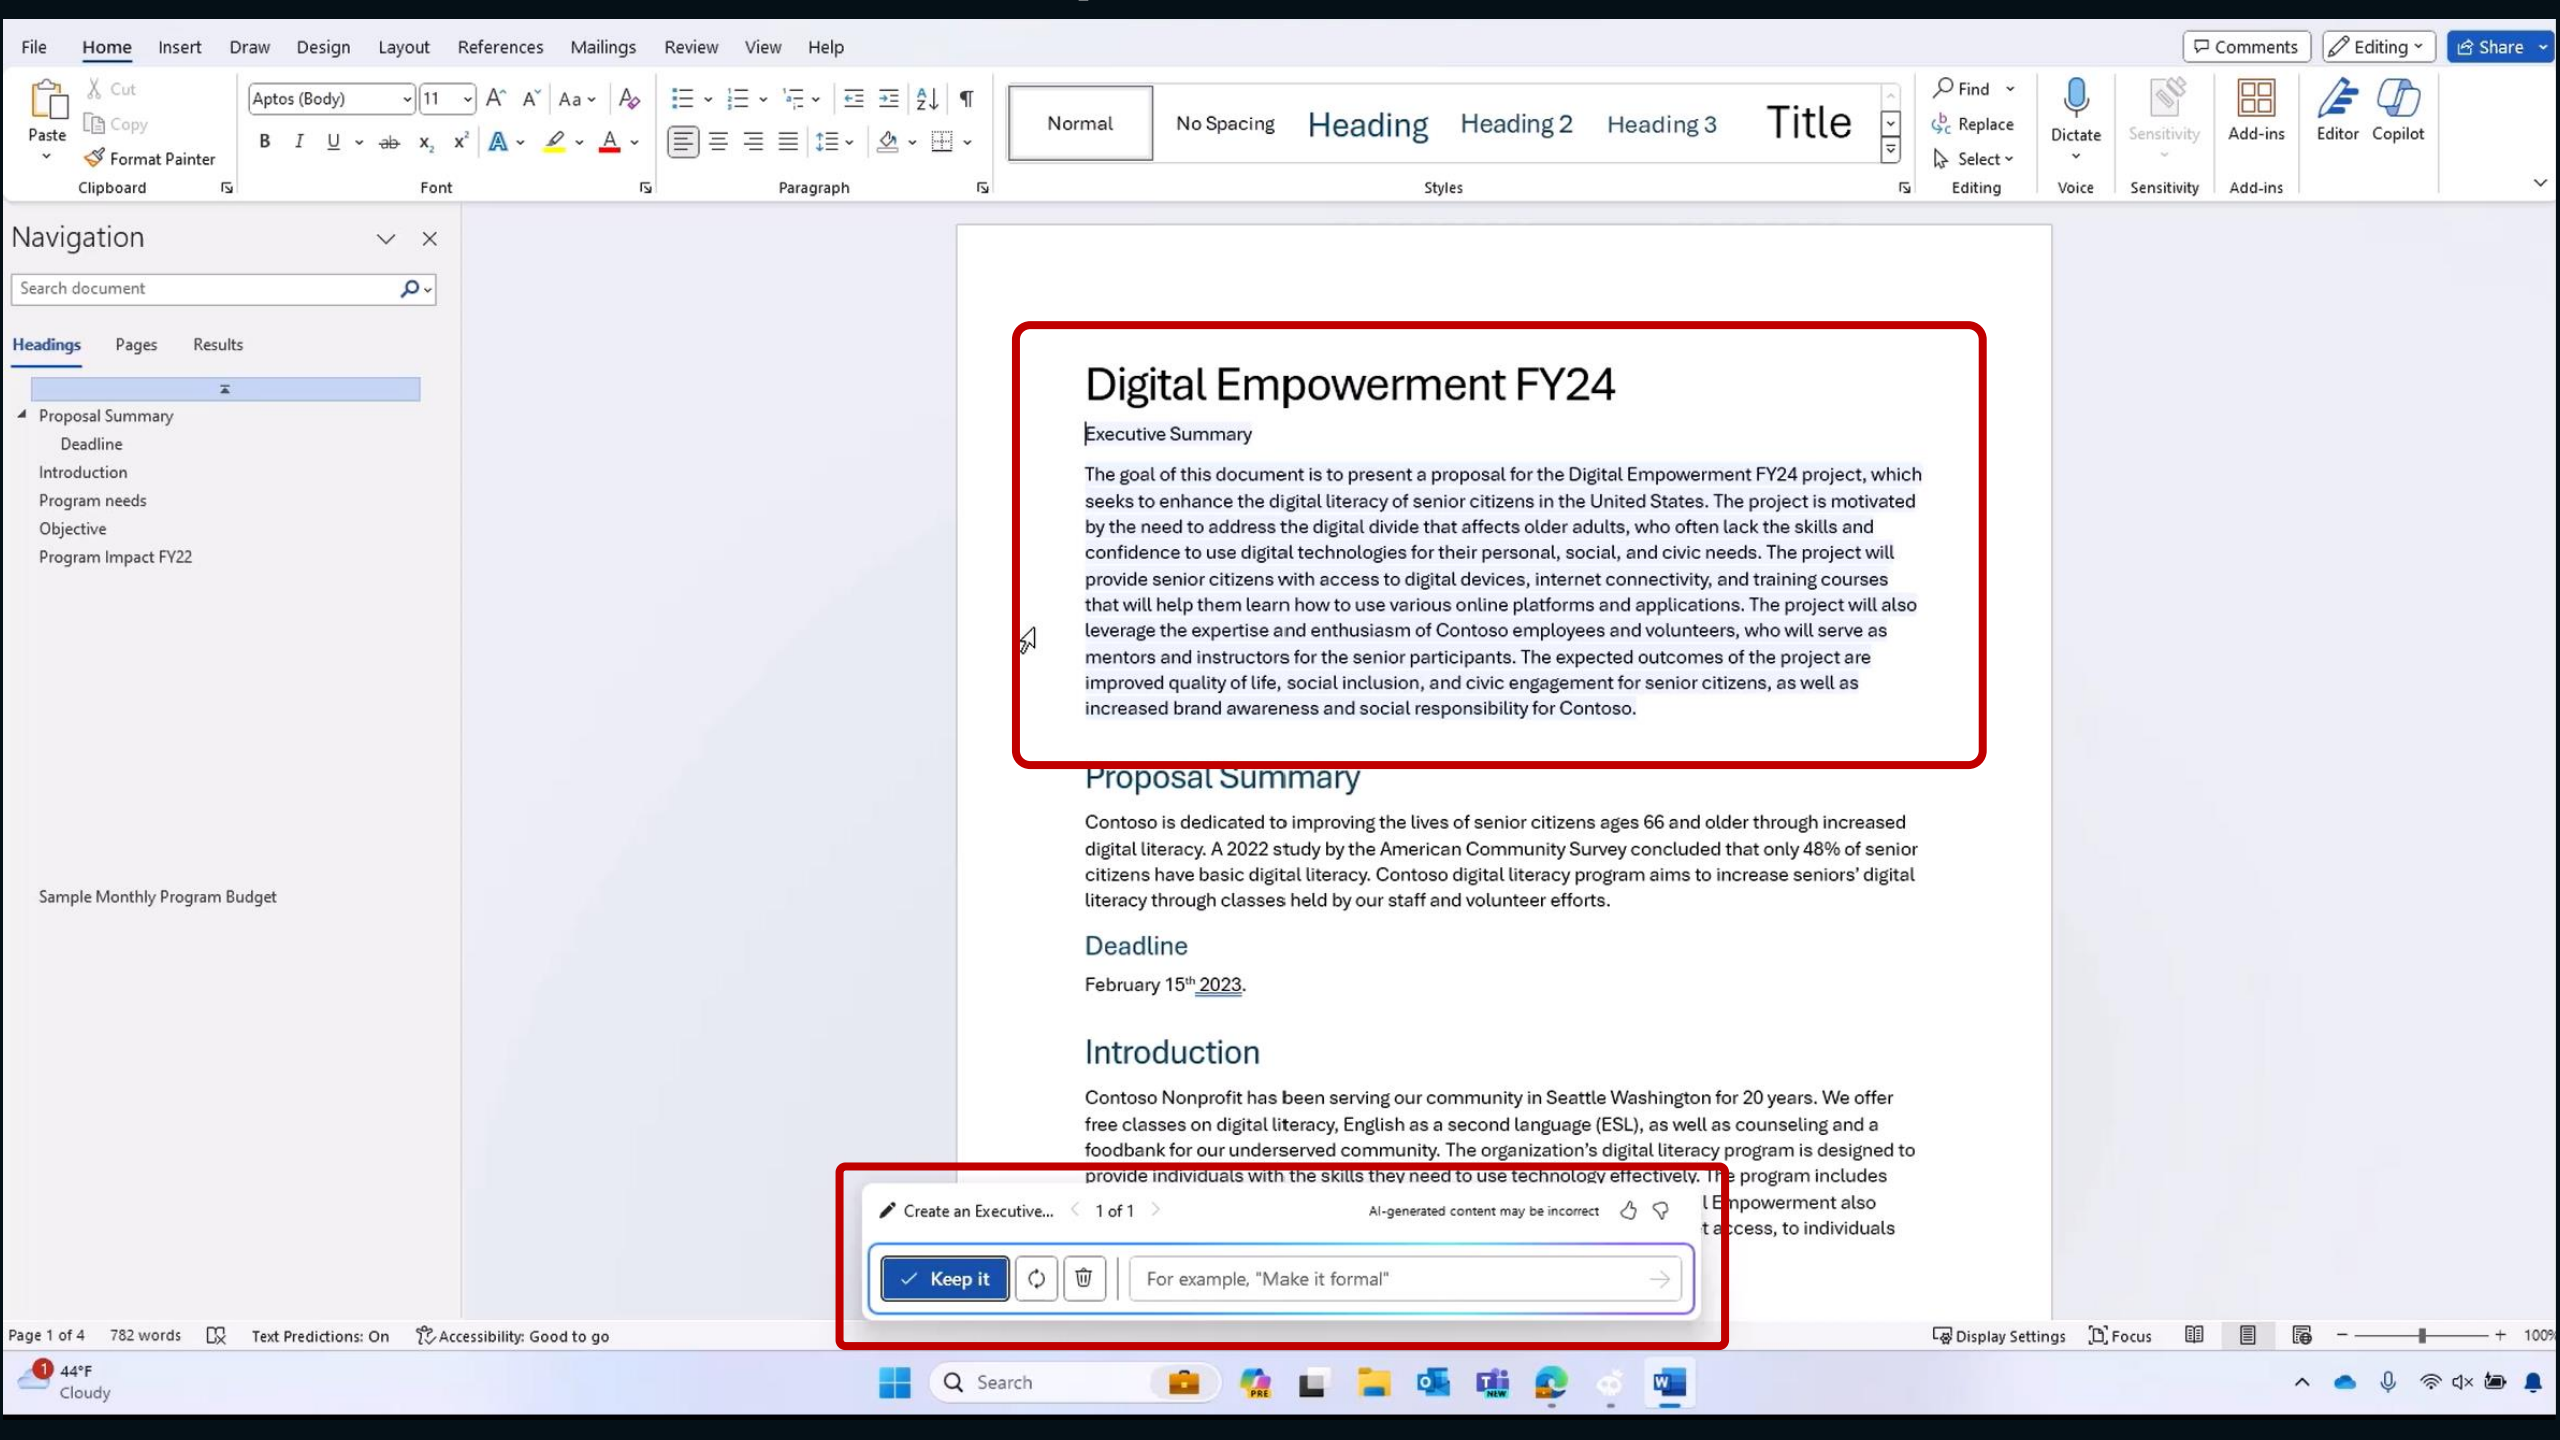 File Home Insert Draw Design Layout References Mailings Review View Help
Comments Editing Share
Paste
Cut
Copy
Format Painter
Clipboard
Aptos (Body) 11
Font
Paragraph
Normal No Spacing Heading Heading 2 Heading 3 Title
Styles
Find
Replace
Select
Editing
Dictate
Voice
Sensitivity
Sensitivity
Add-ins
Add-ins
Editor Copilot
Navigation
Search document
Headings Pages Results
Proposal Summary
Deadline
Introduction
Program needs
Objective
Program Impact FY22
Sample Monthly Program Budget
Digital Empowerment FY24
Executive Summary
The goal of this document is to present a proposal for the Digital Empowerment FY24 project, which
seeks to enhance the digital literacy of senior citizens in the United States. The project is motivated
by the need to address the digital divide that affects older adults, who often lack the skills and
confidence to use digital technologies for their personal, social, and civic needs. The project will
provide senior citizens with access to digital devices, internet connectivity, and training courses
that will help them learn how to use various online platforms and applications. The project will also
leverage the expertise and enthusiasm of Contoso employees and volunteers, who will serve as
mentors and instructors for the senior participants. The expected outcomes of the project are
improved quality of life, social inclusion, and civic engagement for senior citizens, as well as
increased brand awareness and social responsibility for Contoso.
Proposal Summary
Contoso is dedicated to improving the lives of senior citizens ages 66 and older through increased
digital literacy. A 2022 study by the American Community Survey concluded that only 48% of senior
citizens have basic digital literacy. Contoso digital literacy program aims to increase seniors’ digital
literacy through classes held by our staff and volunteer efforts.
Deadline
February 15th 2023.
Introduction
Contoso Nonprofit has been serving our community in Seattle Washington for 20 years. We offer
free classes on digital literacy, English as a second language (ESL), as well as counseling and a
foodbank for our underserved community. The organization’s digital literacy program is designed to
provide individuals with the skills they need to use technology effectively. The program includes
l Empowerment also
t access, to individuals
Create an Executive... 1 of 1 AI-generated content may be incorrect
Keep it For example, "Make it formal"
Page 1 of 4 782 words Text Predictions: On Accessibility: Good to go Display Settings Focus 100%
1 44°F
Cloudy
Search
PRE
NEW